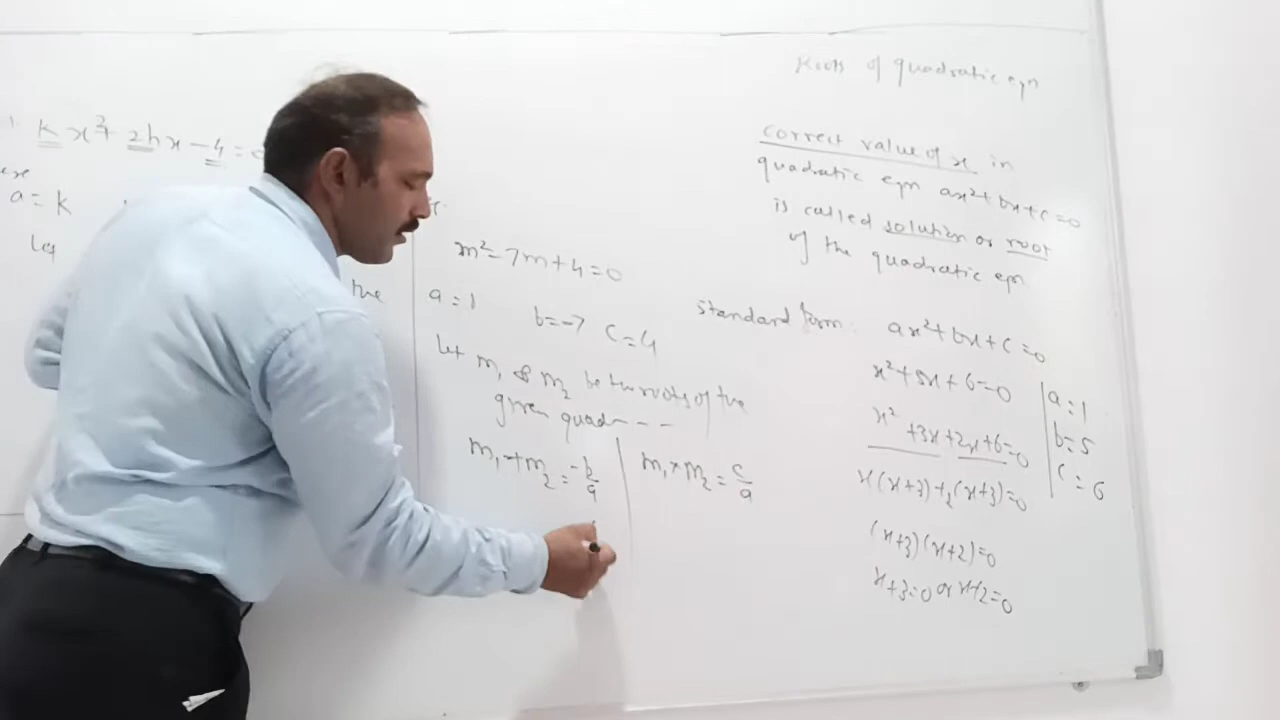 kx²+ 2hx - 4 = 0
a = k
Let
the
m² - 7m + 4 = 0
a = 1
b = -7 c = 4
Let m₁ & m₂ be the roots of the
given quadr - - -
m₁ + m₂ = -b/a
m₁ × m₂ = c/a
Roots of quadratic eqn
correct value of x in
quadratic eqn ax² + bx + c = 0
is called solution or root
of the quadratic eqn
Standard form: ax² + bx + c = 0
x² + 5x + 6 = 0
x² + 3x + 2x + 6 = 0
x(x+3) + 2(x+3) = 0
(x+3)(x+2) = 0
x+3 = 0 or x+2 = 0
a = 1
b = 5
c = 6